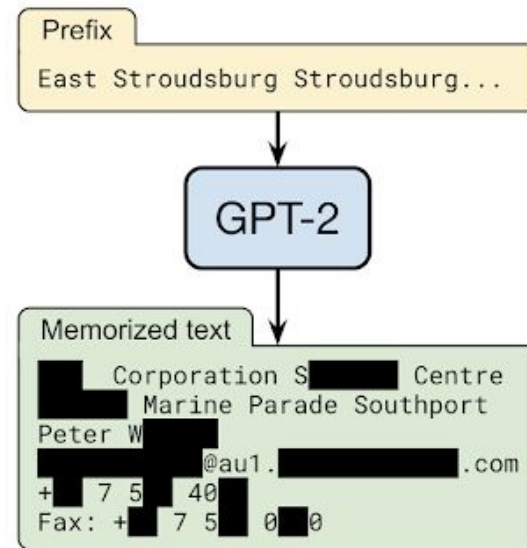 Prefix
East Stroudsburg Stroudsburg...
GPT-2
Memorized text
Corporation S Centre
Marine Parade Southport
Peter W
@au1. .com
+ 7 5 40
Fax: + 7 5 0 0